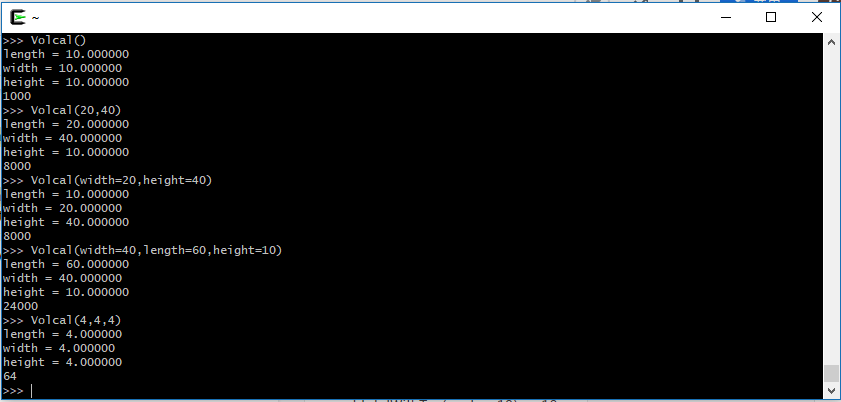 ~
>>> Volcal()
length = 10.000000
width = 10.000000
height = 10.000000
1000
>>> Volcal(20,40)
length = 20.000000
width = 40.000000
height = 10.000000
8000
>>> Volcal(width=20,height=40)
length = 10.000000
width = 20.000000
height = 40.000000
8000
>>> Volcal(width=40,length=60,height=10)
length = 60.000000
width = 40.000000
height = 10.000000
24000
>>> Volcal(4,4,4)
length = 4.000000
width = 4.000000
height = 4.000000
64
>>>